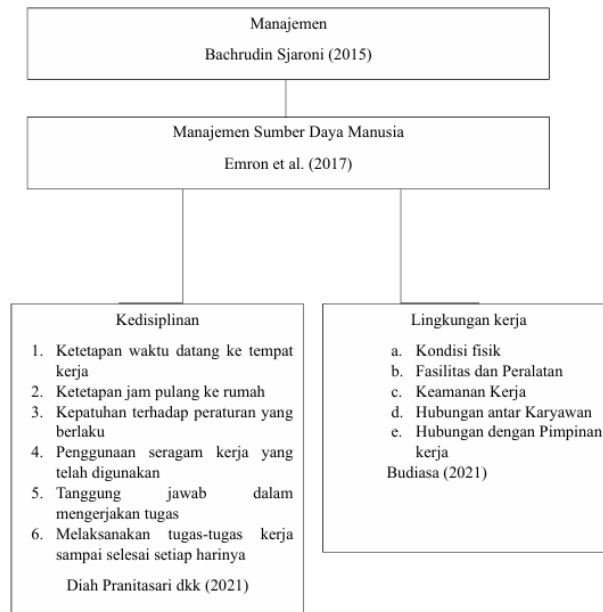 Manajemen
Bachrudin Sjaroni (2015)
Manajemen Sumber Daya Manusia
Emron et al. (2017)
Kedisiplinan
1. Ketetapan waktu datang ke tempat
kerja
2. Ketetapan jam pulang ke rumah
3. Kepatuhan terhadap peraturan yang
berlaku
4. Penggunaan seragam kerja yang
telah digunakan
5. Tanggung jawab dalam
mengerjakan tugas
6. Melaksanakan tugas-tugas kerja
sampai selesai setiap harinya
Diah Pranitasari dkk (2021)
Lingkungan kerja
a. Kondisi fisik
b. Fasilitas dan Peralatan
c. Keamanan Kerja
d. Hubungan antar Karyawan
e. Hubungan dengan Pimpinan
kerja
Budiasa (2021)